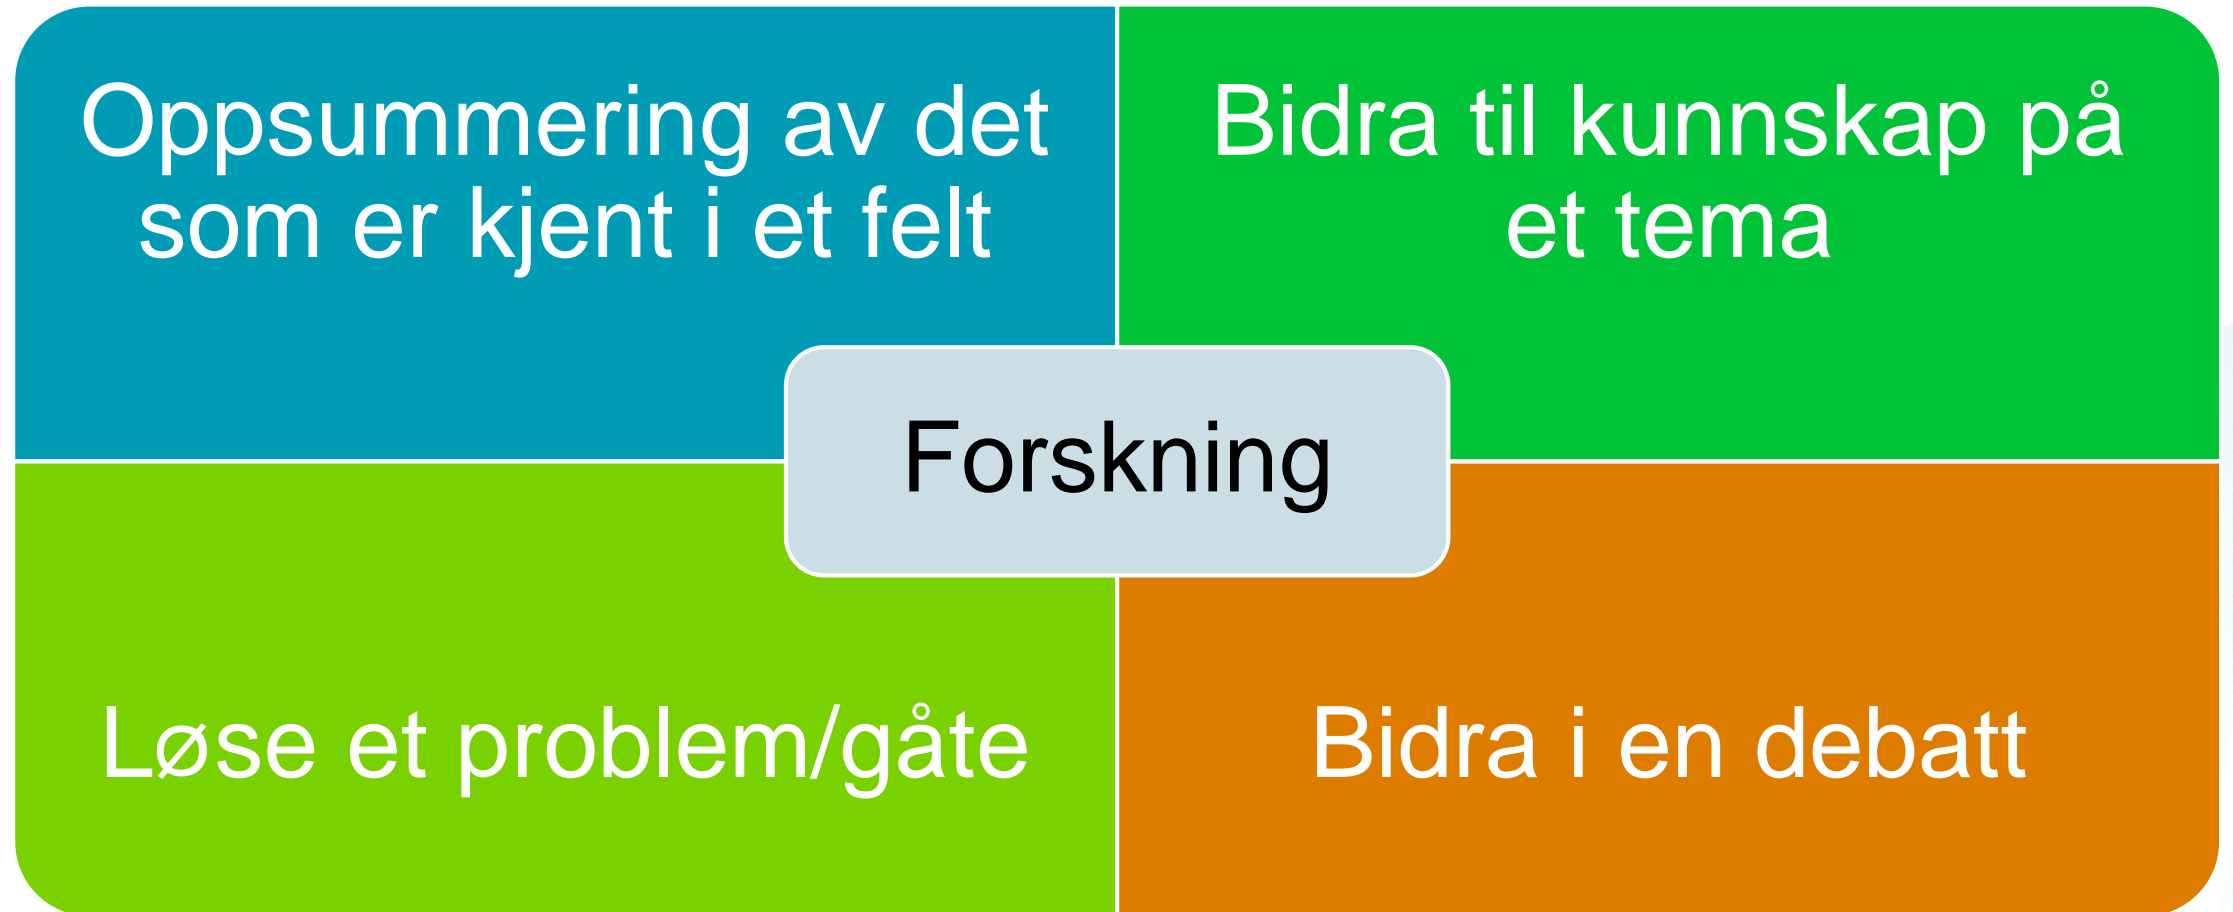 Oppsummering av det
som er kjent i et felt
Bidra til kunnskap på
et tema
Forskning
Løse et problem/gåte
Bidra i en debatt